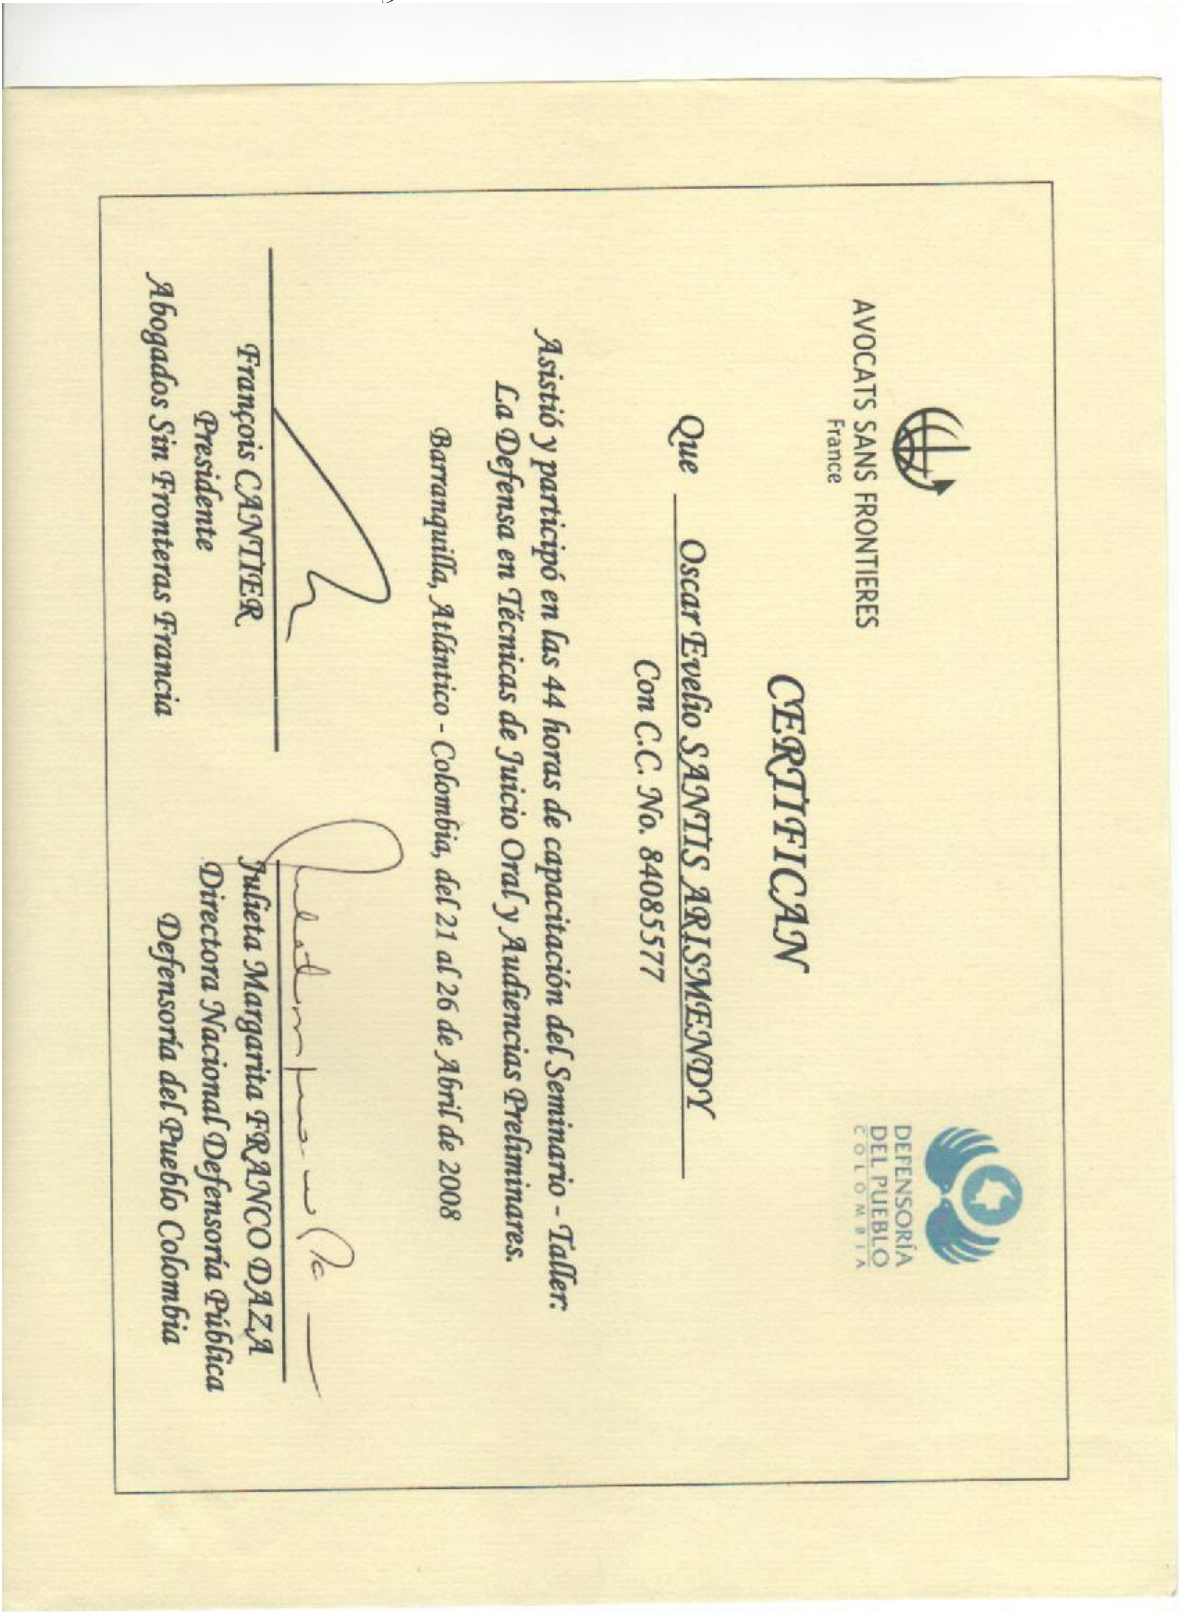 AVOCATS SANS FRONTIERES
France
DEFENSORÍA
DEL PUEBLO
COLOMBIA
CERTIFICAN
Que Oscar Evelio SANTIS ARISMENDY
Con C.C. No. 84085577
Asistió y participó en las 44 horas de capacitación del Seminario - Taller:
La Defensa en Técnicas de Juicio Oral y Audiencias Preliminares.
Barranquilla, Atlántico - Colombia, del 21 al 26 de Abril de 2008
François CANTIER
Presidente
Abogados Sin Fronteras Francia
Julieta Margarita FRANCO DAZA
Directora Nacional Defensoría Pública
Defensoría del Pueblo Colombia